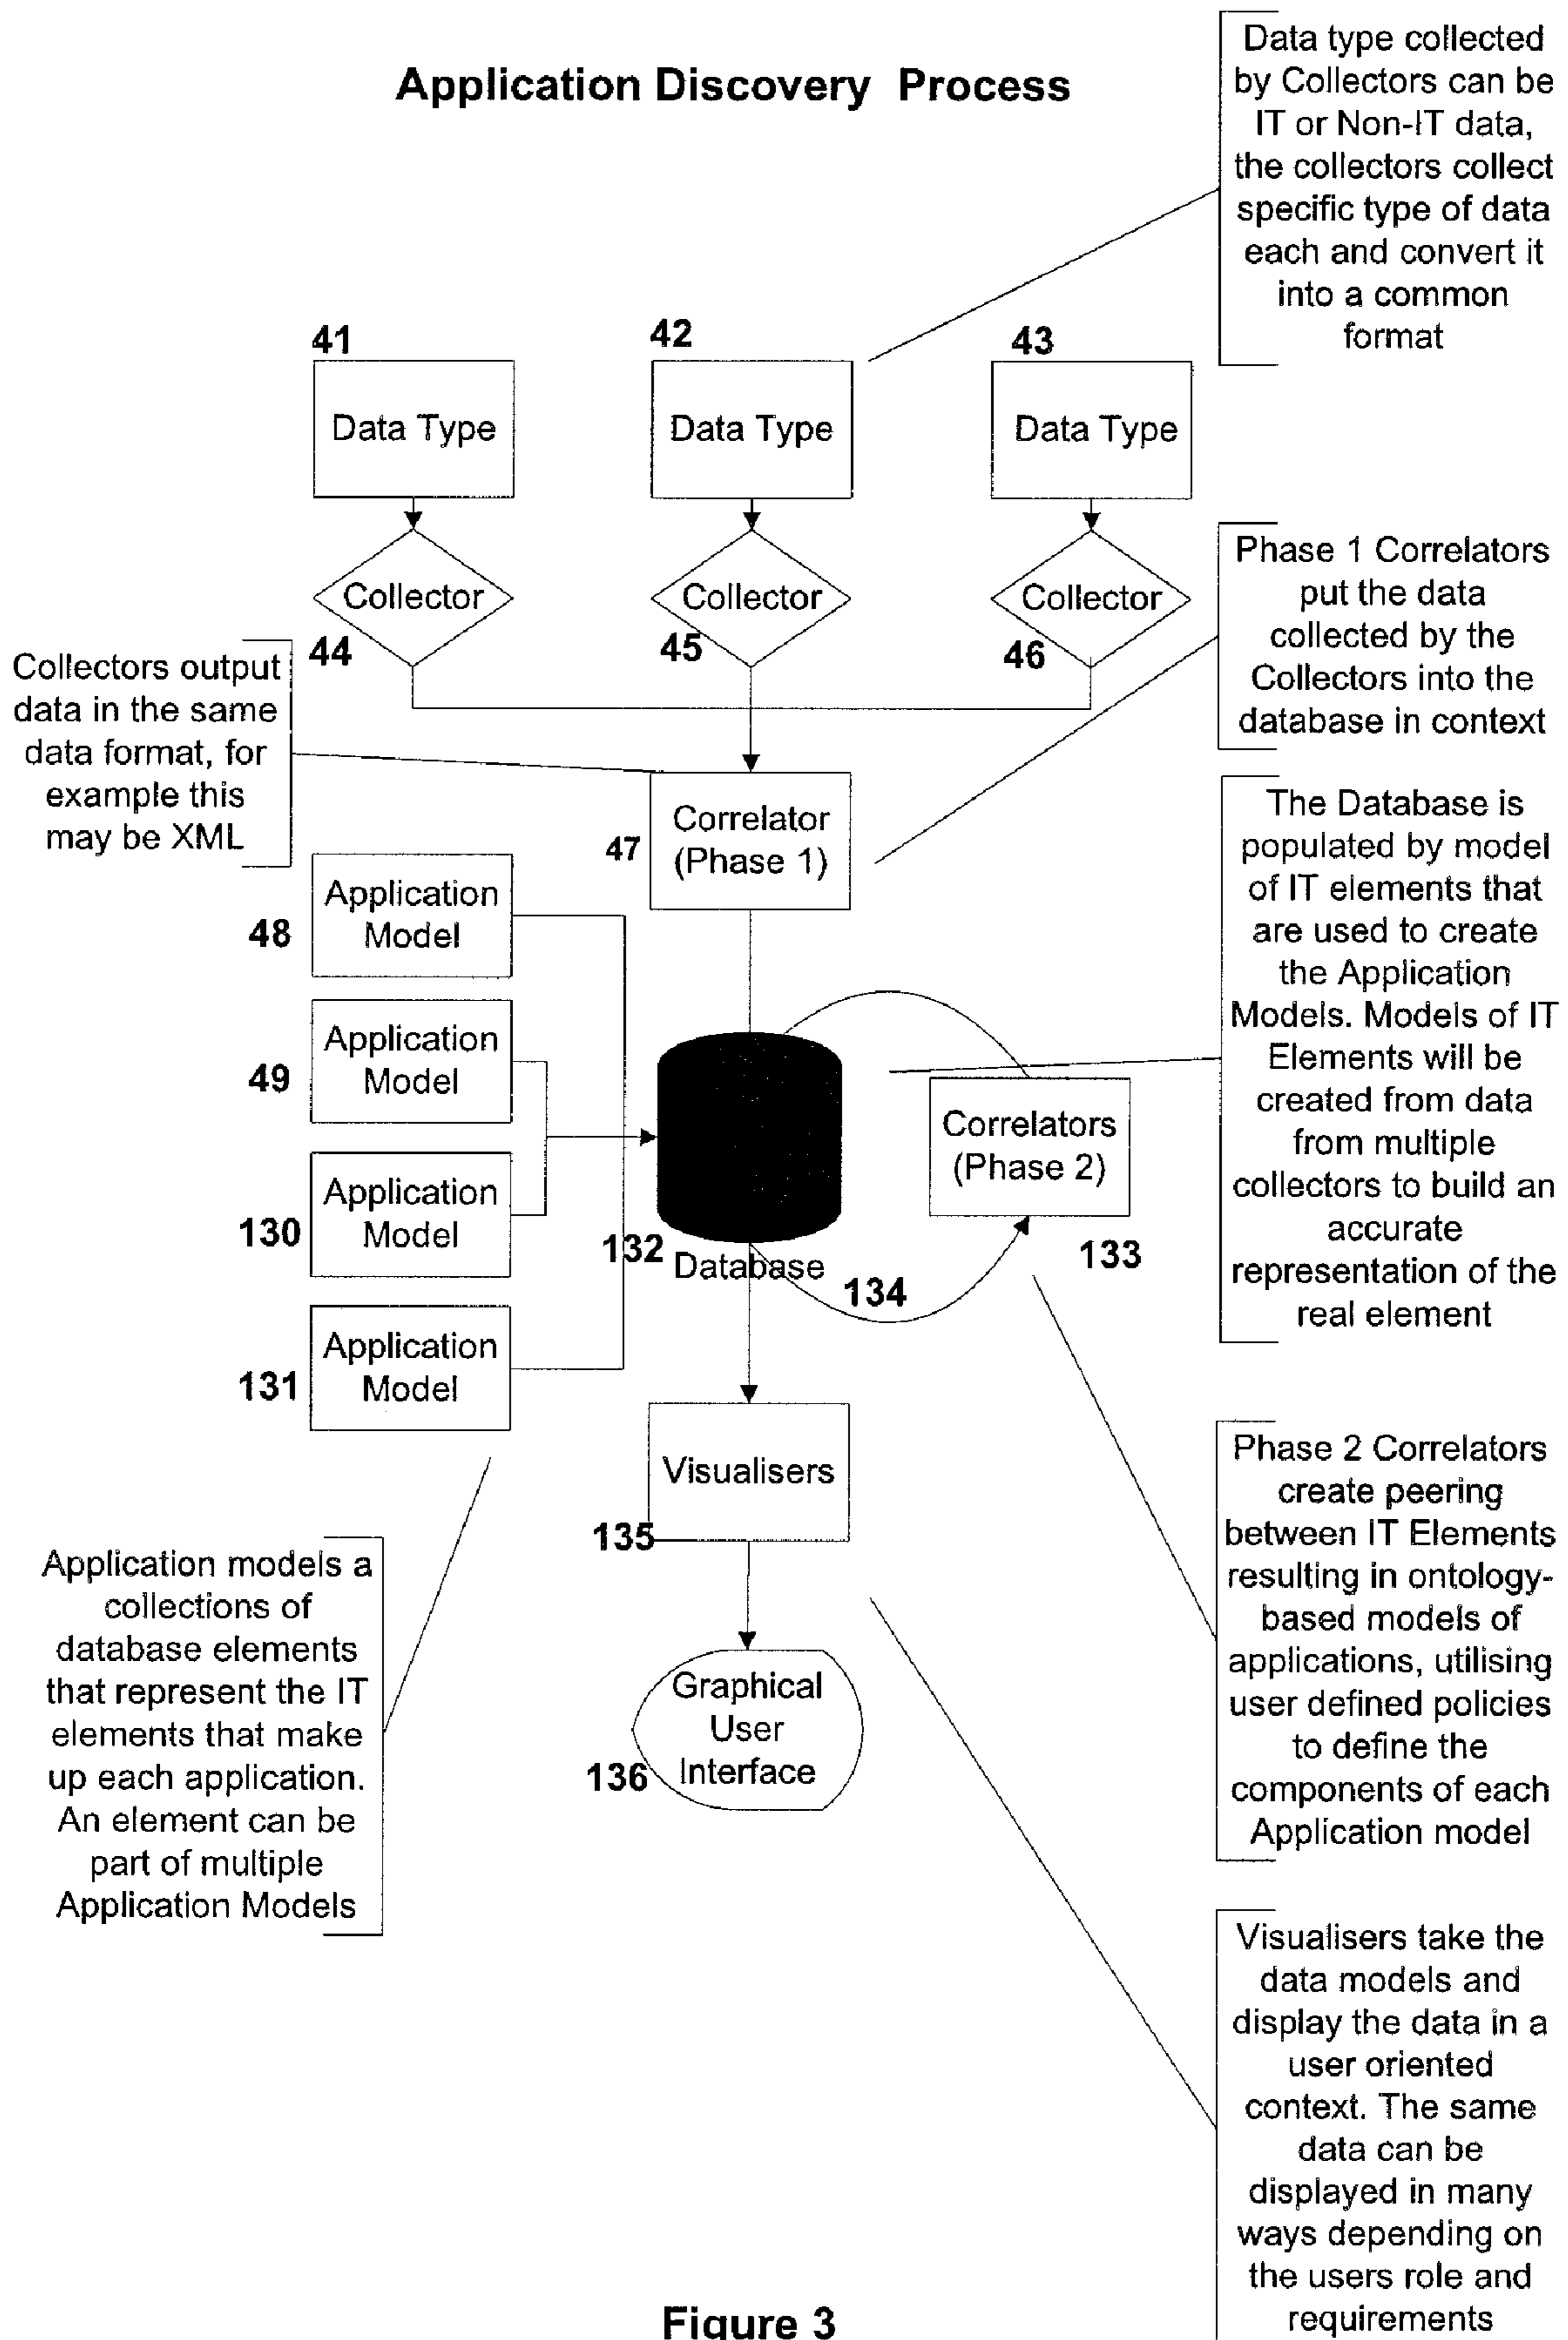 Application Discovery Process
Data type collected
by Collectors can be
IT or Non-IT data,
the collectors collect
specific type of data
each and convert it
into a common
format
41
42
43
Data Type
Data Type
Data Type
Collector
Collector
Collector
44
45
46
Phase 1 Correlators
put the data
collected by the
Collectors into the
database in context
Collectors output
data in the same
data format, for
example this
may be XML
Correlator
(Phase 1)
47
The Database is
populated by model
of IT elements that
are used to create
the Application
Models. Models of IT
Elements will be
created from data
from multiple
collectors to build an
accurate
representation of the
real element
Application
Model
48
Application
Model
49
Application
Model
130
Application
Model
131
132
Database
Correlators
(Phase 2)
133
134
Visualisers
135
Phase 2 Correlators
create peering
between IT Elements
resulting in ontology-
based models of
applications, utilising
user defined policies
to define the
components of each
Application model
Application models a
collections of
database elements
that represent the IT
elements that make
up each application.
An element can be
part of multiple
Application Models
Graphical
User
Interface
136
Visualisers take the
data models and
display the data in a
user oriented
context. The same
data can be
displayed in many
ways depending on
the users role and
requirements
Figure 3